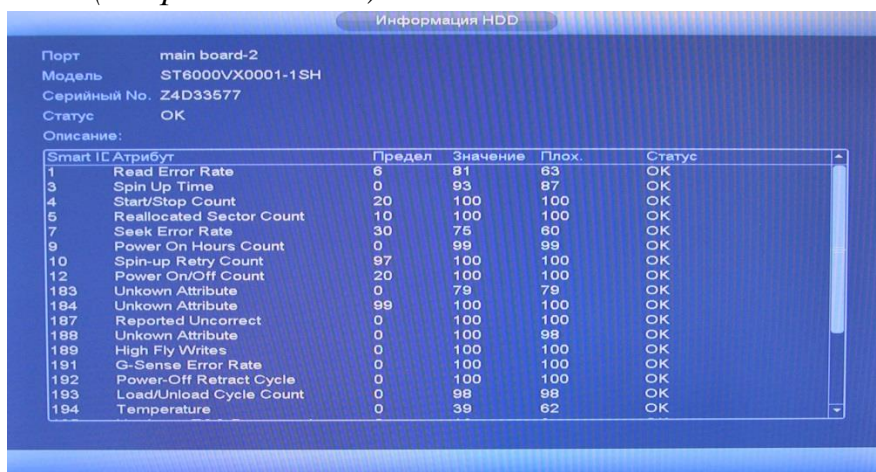 Информация HDD
Порт main board-2
Модель ST6000VX0001-1SH
Серийный No. Z4D33577
Статус OK
Описание:
Smart ID Атрибут Предел Значение Плох. Статус
1 Read Error Rate 6 81 63 OK
3 Spin Up Time 0 93 87 OK
4 Start/Stop Count 20 100 100 OK
5 Reallocated Sector Count 10 100 100 OK
7 Seek Error Rate 30 75 60 OK
9 Power On Hours Count 0 99 99 OK
10 Spin-up Retry Count 97 100 100 OK
12 Power On/Off Count 20 100 100 OK
183 Unkown Attribute 0 79 79 OK
184 Unkown Attribute 99 100 100 OK
187 Reported Uncorrect 0 100 100 OK
188 Unkown Attribute 0 100 98 OK
189 High Fly Writes 0 100 100 OK
191 G-Sense Error Rate 0 100 100 OK
192 Power-Off Retract Cycle 0 100 100 OK
193 Load/Unload Cycle Count 0 98 98 OK
194 Temperature 0 39 62 OK